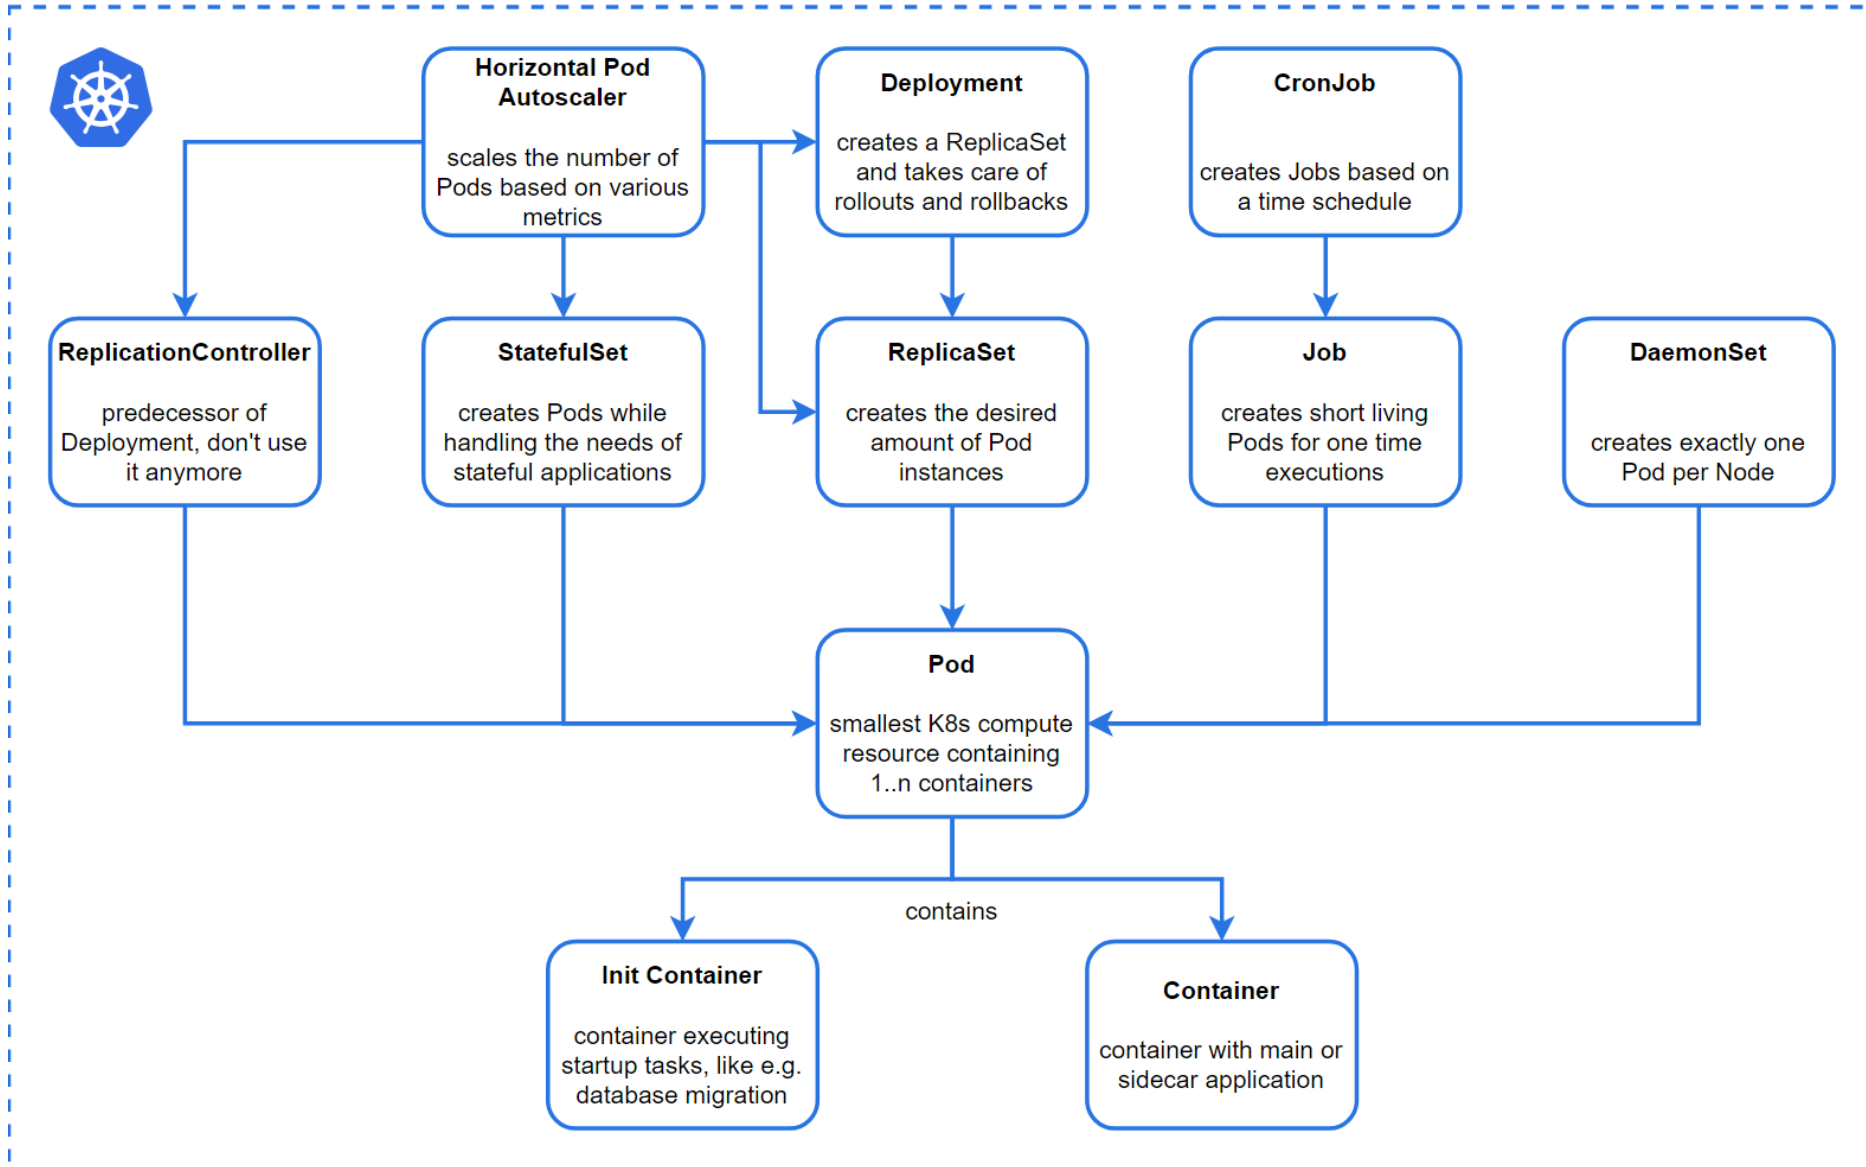 Horizontal Pod
Autoscaler
scales the number of
Pods based on various
metrics
Deployment
creates a ReplicaSet
and takes care of
rollouts and rollbacks
CronJob
creates Jobs based on
a time schedule
ReplicationController
predecessor of
Deployment, don't use
it anymore
StatefulSet
creates Pods while
handling the needs of
stateful applications
ReplicaSet
creates the desired
amount of Pod
instances
Job
creates short living
Pods for one time
executions
DaemonSet
creates exactly one
Pod per Node
Pod
smallest K8s compute
resource containing
1..n containers
contains
Init Container
container executing
startup tasks, like e.g.
database migration
Container
container with main or
sidecar application